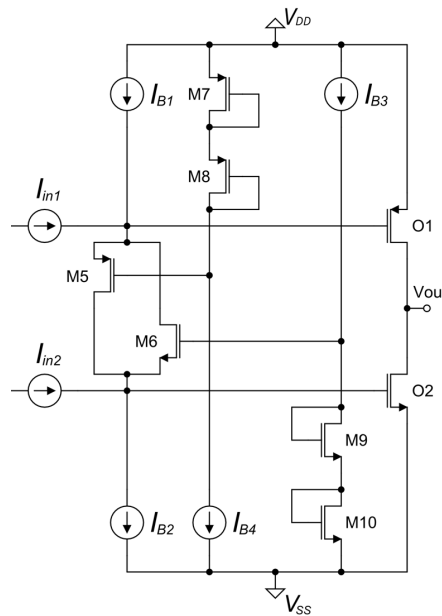 V_DD
I_B1
M7
I_B3
M8
I_in1
O1
M5
Vou
M6
I_in2
O2
M9
M10
I_B2
I_B4
V_SS